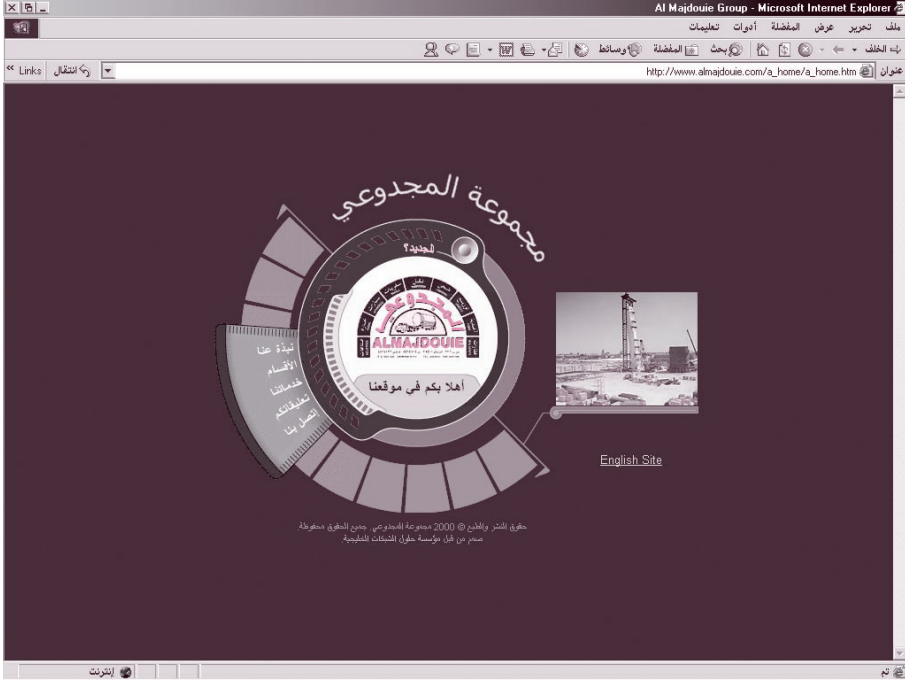 Al Majdouie Group - Microsoft Internet Explorer
ملف تحرير عرض المفضلة أدوات تعليمات
الخلف بحث المفضلة وسائط
عنوان http://www.almajdouie.com/a_home/a_home.htm انتقال Links
مجموعة المجدوعي
الجديد؟
المجدوعي
ALMAJDOUIE
أهلا بكم في موقعنا
نبذة عنا
الأقسام
خدماتنا
تعليقاتكم
إتصل بنا
English Site
حقوق النشر والطبع © 2000 مجموعة المجدوعي. جميع الحقوق محفوظة.
صمم من قبل مؤسسة حلول الشبكات الخليجية.
تم
إنترنت